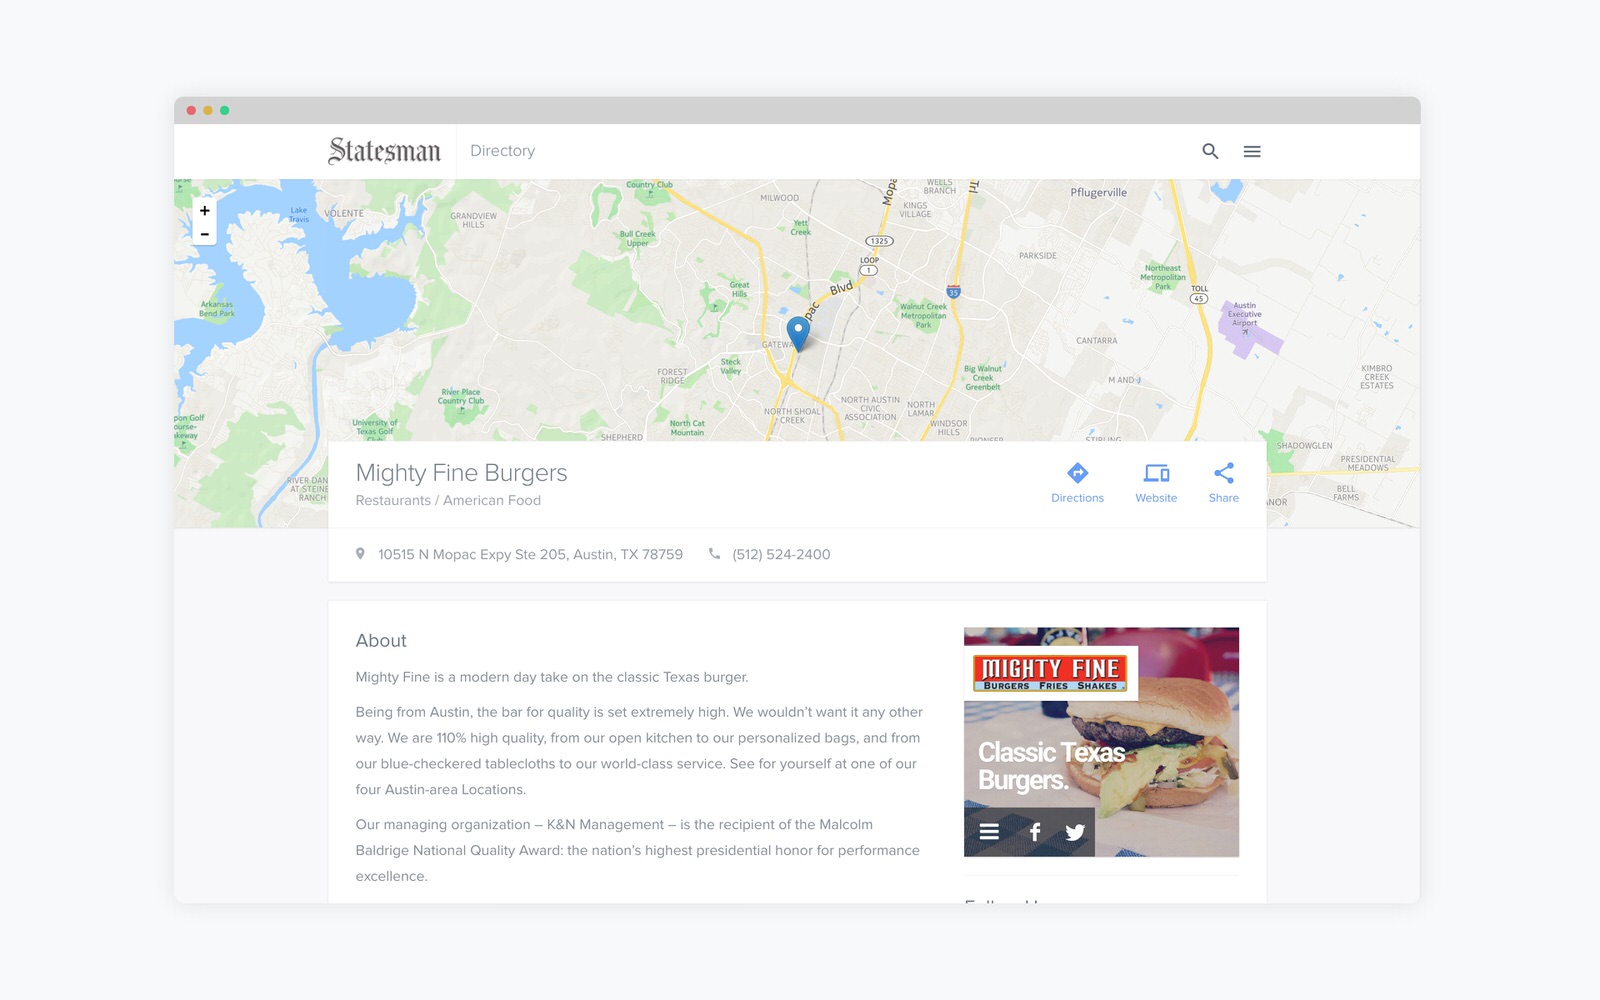 Statesman
Directory
+
−
Lake
Travis
VOLENTE
GRANDVIEW
HILLS
Country Club
Bull Creek
Upper
MILWOOD
Yett
Creek
WELLS
BRANCH
KINGS
VILLAGE
Pflugerville
1325
LOOP
1
Blvd
35
PARKSIDE
Northeast
Metropolitan
Park
TOLL
45
Austin
Executive
Airport
Arkansas
Bend Park
Great
Hills
Walnut Creek
Metropolitan
Park
CANTARRA
Steck
Valley
FOREST
RIDGE
Big Walnut
Creek
Greenbelt
M AND J
KIMBRO
CREEK
ESTATES
River Place
Country Club
NORTH SHOAL
CREEK
NORTH AUSTIN
CIVIC
ASSOCIATION
NORTH
LAMAR
WINDSOR
HILLS
University of
Texas Golf
Club
North Cat
Mountain
SHEPHERD
SHADOWGLEN
PRESIDENTIAL
MEADOWS
BELL
FARMS
RIVER DAN
AT STEINE
RANCH
Mighty Fine Burgers
Restaurants / American Food
Directions
Website
Share
10515 N Mopac Expy Ste 205, Austin, TX 78759
(512) 524-2400
About
Mighty Fine is a modern day take on the classic Texas burger.
Being from Austin, the bar for quality is set extremely high. We wouldn’t want it any other
way. We are 110% high quality, from our open kitchen to our personalized bags, and from
our blue-checkered tablecloths to our world-class service. See for yourself at one of our
four Austin-area Locations.
Our managing organization – K&N Management – is the recipient of the Malcolm
Baldrige National Quality Award: the nation’s highest presidential honor for performance
excellence.
MIGHTY FINE
BURGERS FRIES SHAKES
Classic Texas
Burgers.